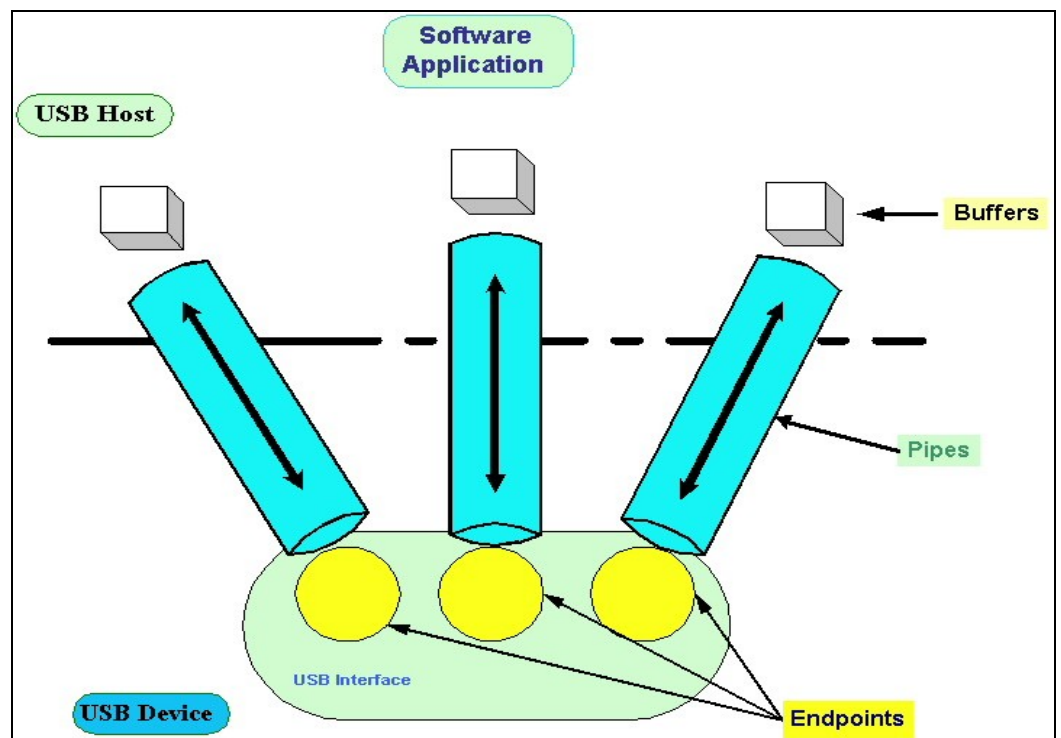 Software
Application
USB Host
Buffers
Pipes
USB Interface
USB Device
Endpoints